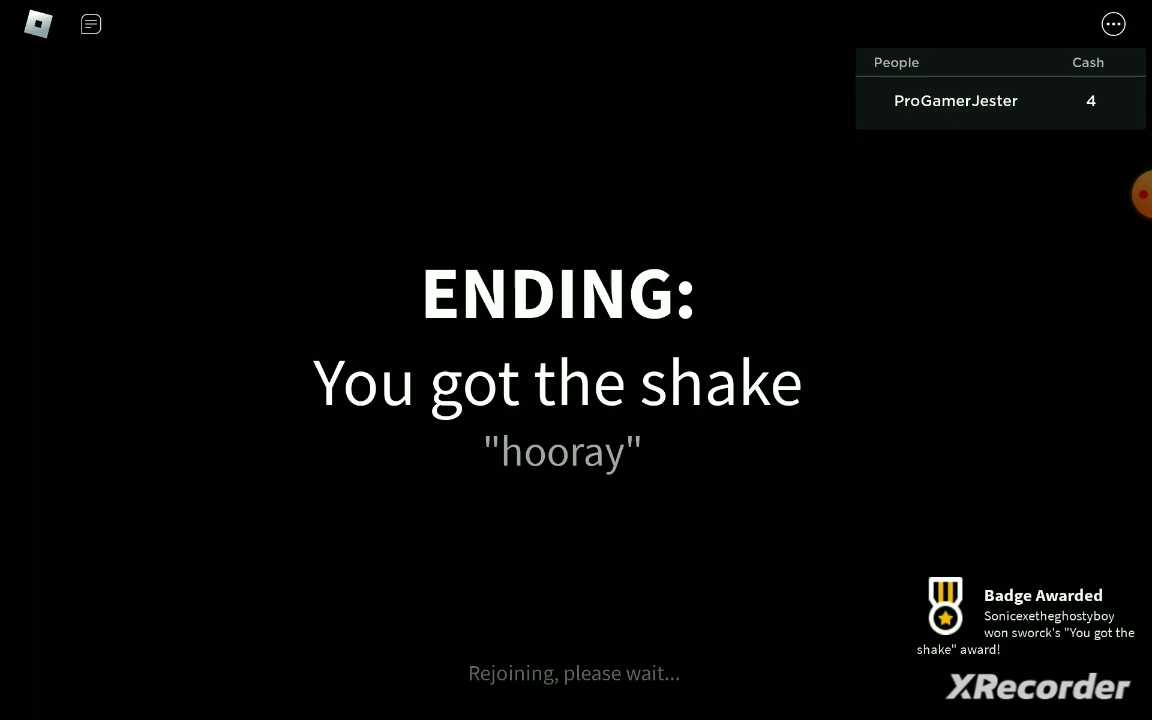 People Cash
ProGamerJester 4
ENDING:
You got the shake
"hooray"
Badge Awarded
Sonicexetheghostyboy
won sworck's "You got the
shake" award!
Rejoining, please wait...
XRecorder